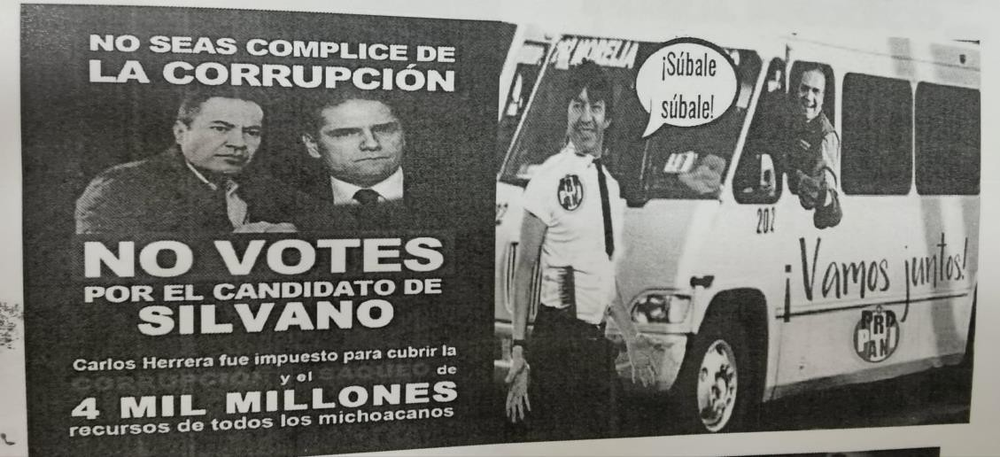 NO SEAS COMPLICE DE
LA CORRUPCIÓN
NO VOTES
POR EL CANDIDATO DE
SILVANO
Carlos Herrera fue impuesto para cubrir la
CORRUPCIÓN y el SAQUEO de
4 MIL MILLONES
recursos de todos los michoacanos
MORELIA
¡Súbale
súbale!
202
¡Vamos juntos!
PRD
PAN